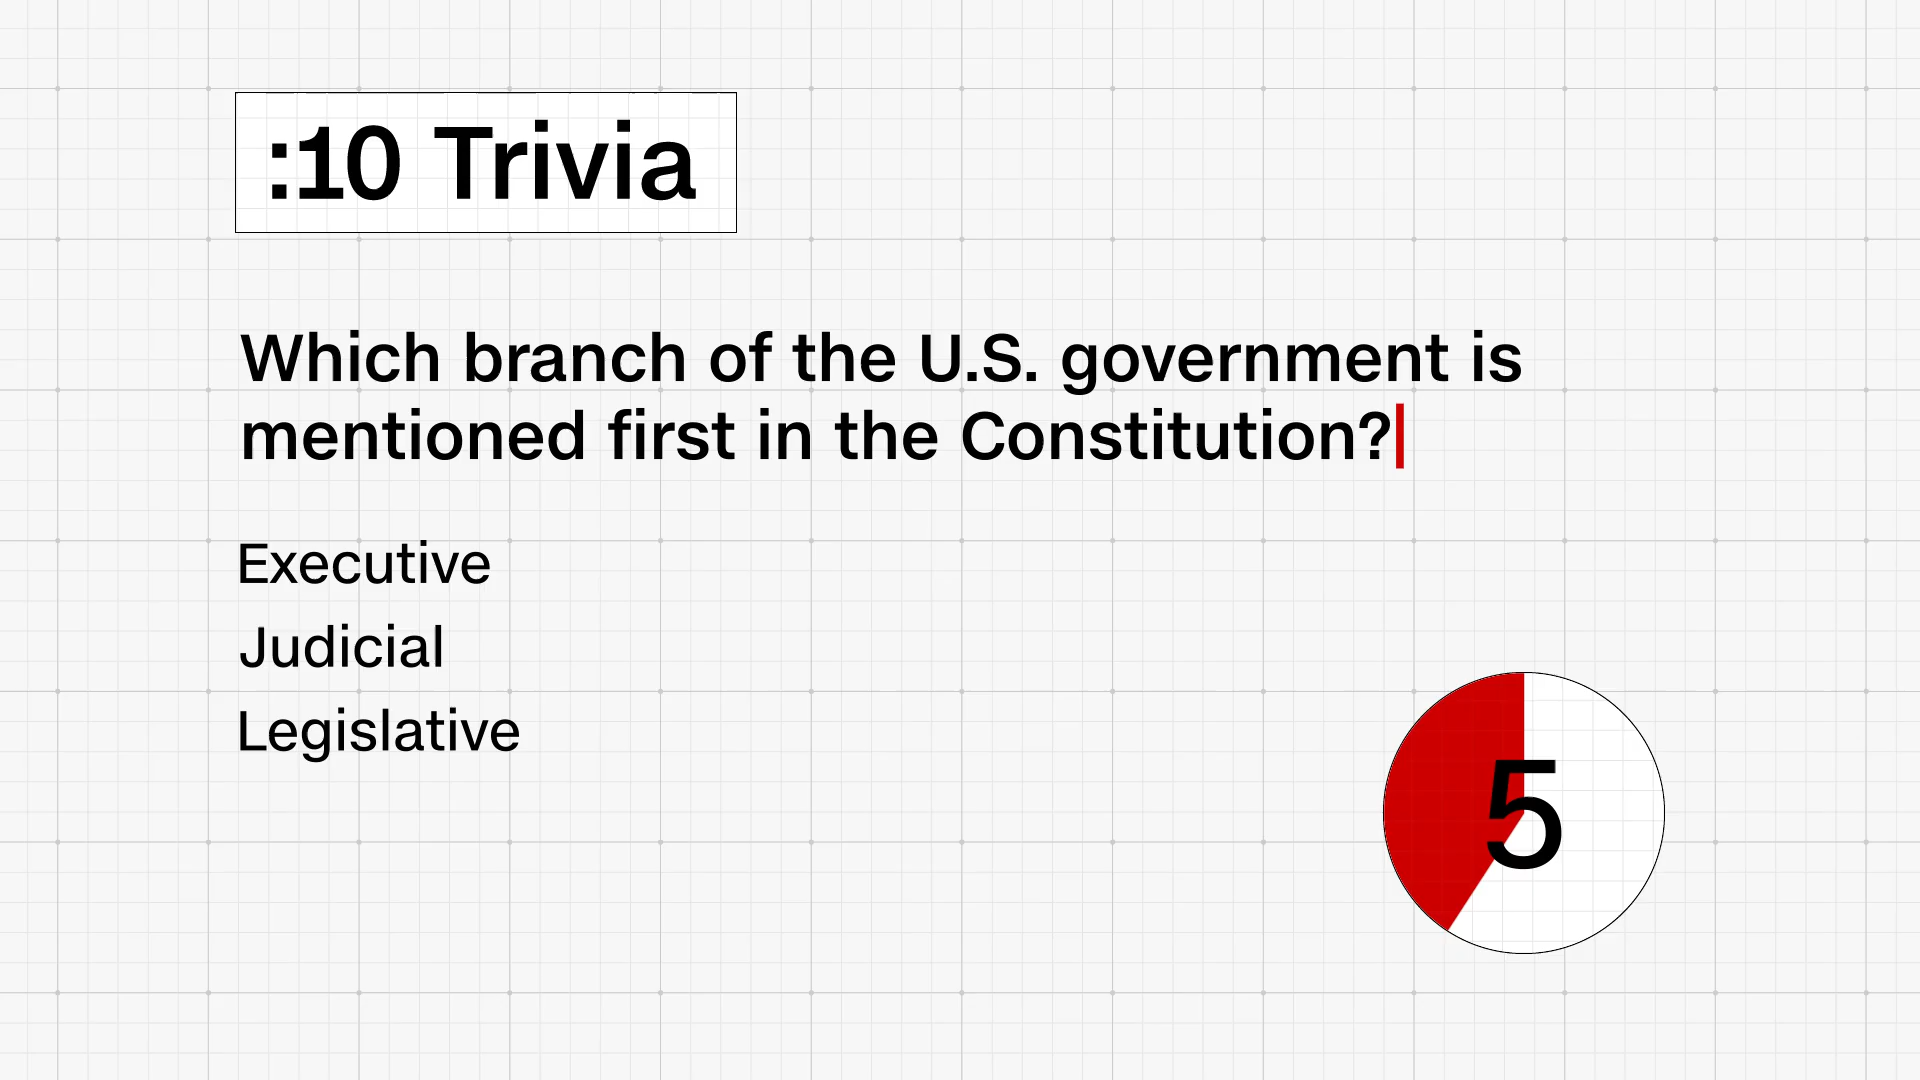 :10 Trivia
Which branch of the U.S. government is
mentioned first in the Constitution?
Executive
Judicial
Legislative
5